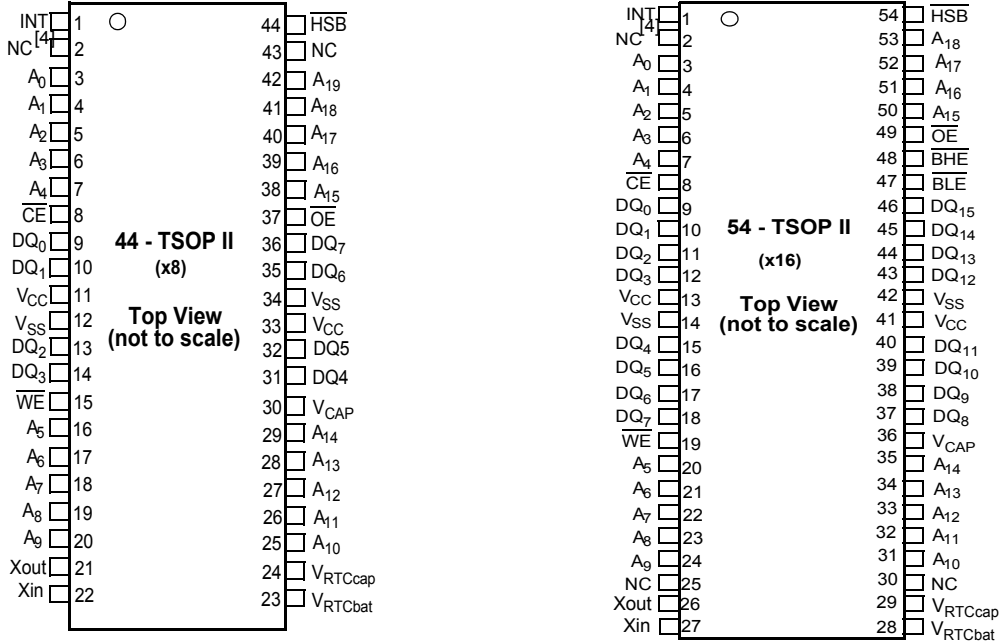 INT 1
[4]
NC 2
A0 3
A1 4
A2 5
A3 6
A4 7
CE 8
DQ0 9
DQ1 10
VCC 11
VSS 12
DQ2 13
DQ3 14
WE 15
A5 16
A6 17
A7 18
A8 19
A9 20
Xout 21
Xin 22
44 - TSOP II
(x8)
Top View
(not to scale)
44 HSB
43 NC
42 A19
41 A18
40 A17
39 A16
38 A15
37 OE
36 DQ7
35 DQ6
34 VSS
33 VCC
32 DQ5
31 DQ4
30 VCAP
29 A14
28 A13
27 A12
26 A11
25 A10
24 VRTCcap
23 VRTCbat
INT 1
[4]
NC 2
A0 3
A1 4
A2 5
A3 6
A4 7
CE 8
DQ0 9
DQ1 10
DQ2 11
DQ3 12
VCC 13
VSS 14
DQ4 15
DQ5 16
DQ6 17
DQ7 18
WE 19
A5 20
A6 21
A7 22
A8 23
A9 24
NC 25
Xout 26
Xin 27
54 - TSOP II
(x16)
Top View
(not to scale)
54 HSB
53 A18
52 A17
51 A16
50 A15
49 OE
48 BHE
47 BLE
46 DQ15
45 DQ14
44 DQ13
43 DQ12
42 VSS
41 VCC
40 DQ11
39 DQ10
38 DQ9
37 DQ8
36 VCAP
35 A14
34 A13
33 A12
32 A11
31 A10
30 NC
29 VRTCcap
28 VRTCbat